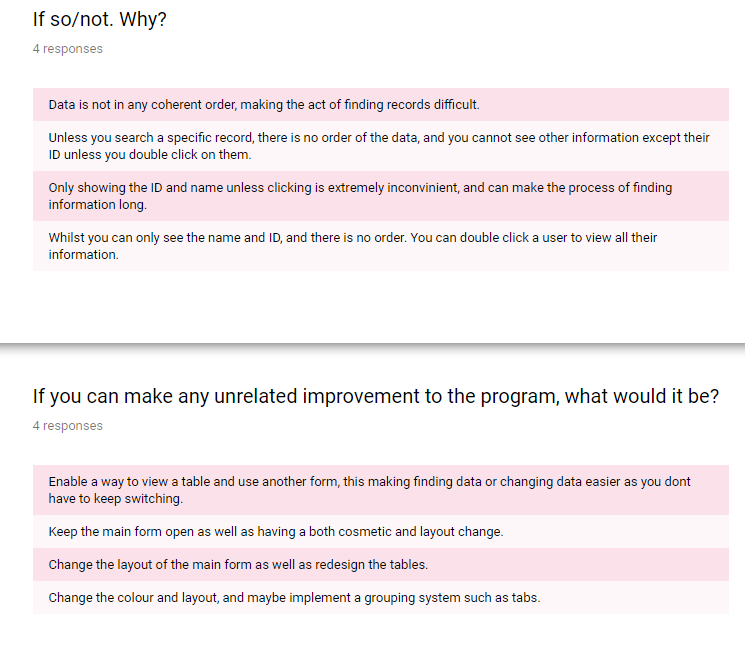 If so/not. Why?
4 responses
Data is not in any coherent order, making the act of finding records difficult.
Unless you search a specific record, there is no order of the data, and you cannot see other information except their
ID unless you double click on them.
Only showing the ID and name unless clicking is extremely inconvinient, and can make the process of finding
information long.
Whilst you can only see the name and ID, and there is no order. You can double click a user to view all their
information.
If you can make any unrelated improvement to the program, what would it be?
4 responses
Enable a way to view a table and use another form, this making finding data or changing data easier as you dont
have to keep switching.
Keep the main form open as well as having a both cosmetic and layout change.
Change the layout of the main form as well as redesign the tables.
Change the colour and layout, and maybe implement a grouping system such as tabs.